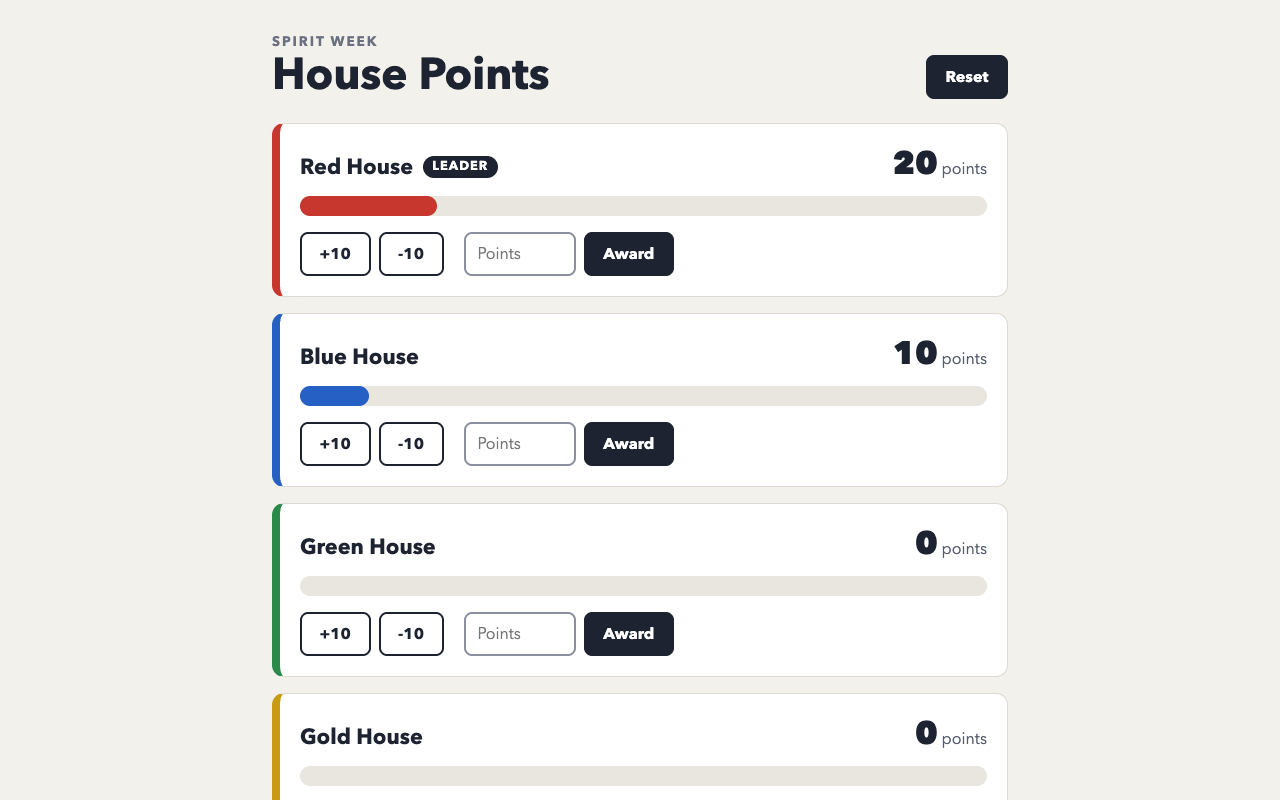 SPIRIT WEEK
House Points
Reset
Red House LEADER 20 points
+10 -10 Points Award
Blue House 10 points
+10 -10 Points Award
Green House 0 points
+10 -10 Points Award
Gold House 0 points